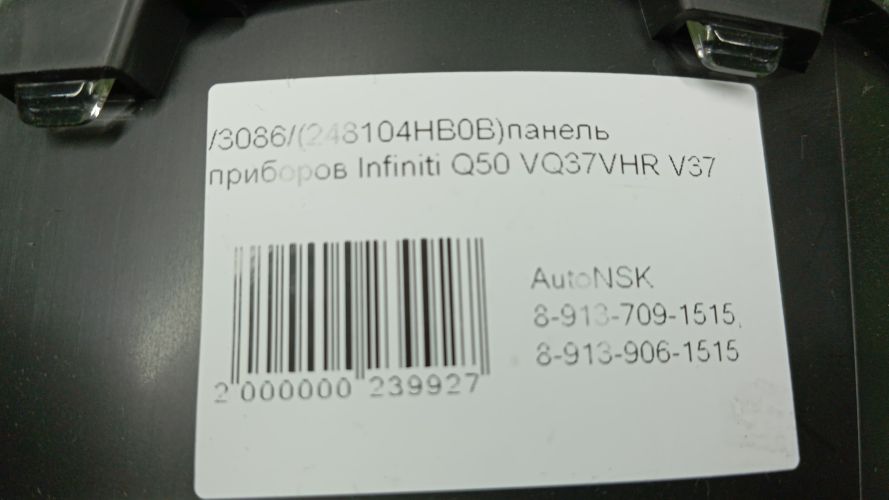 /3086/(248104HB0B)панель
приборов Infiniti Q50 VQ37VHR V37
AutoNSK
8-913-709-1515,
8-913-906-1515
2 000000 239927